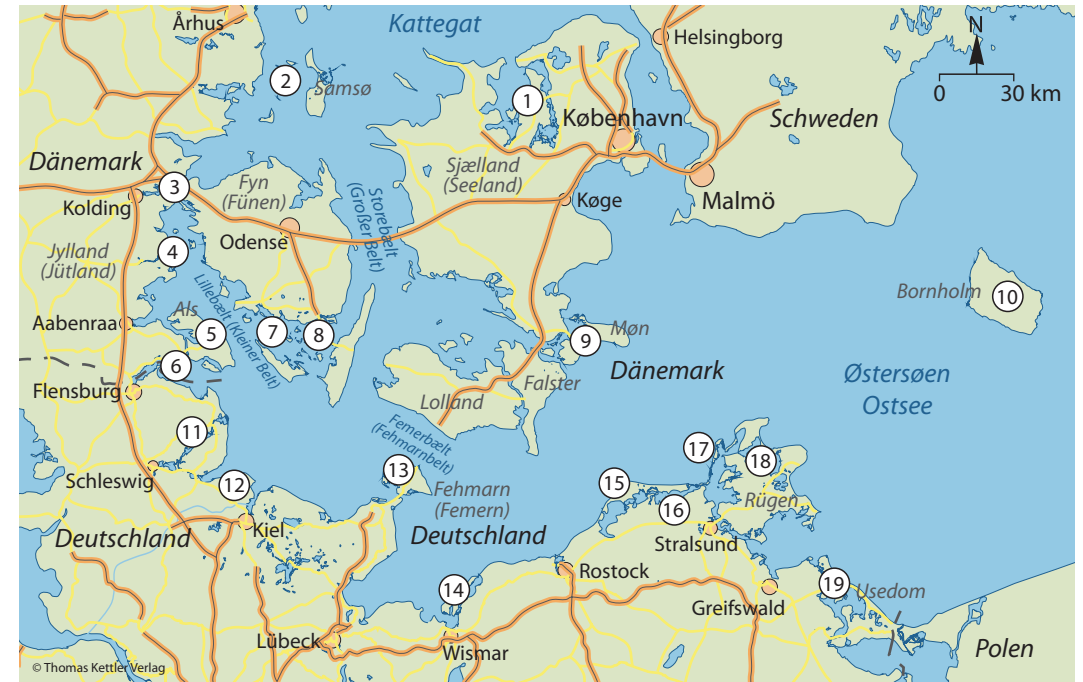 Århus
Kattegat
Helsingborg
N
0 30 km
2
Samsø
1
København
Schweden
Dänemark
Sjælland
(Seeland)
Malmö
3
Fyn
(Fünen)
Kolding
Storebælt
(Großer Belt)
Køge
Odense
Jylland
(Jütland)
4
Lillebælt (Kleiner Belt)
Bornholm
10
Als
Aabenraa
5
7
8
Møn
9
6
Dänemark
Østersøen
Ostsee
Flensburg
Lolland
Falster
11
Femerbælt
(Fehmarnbelt)
17
18
Schleswig
12
13
Fehmarn
(Femern)
15
16
Rügen
Kiel
Deutschland
Deutschland
Stralsund
14
Rostock
19
Usedom
Greifswald
Lübeck
Wismar
Polen
© Thomas Kettler Verlag